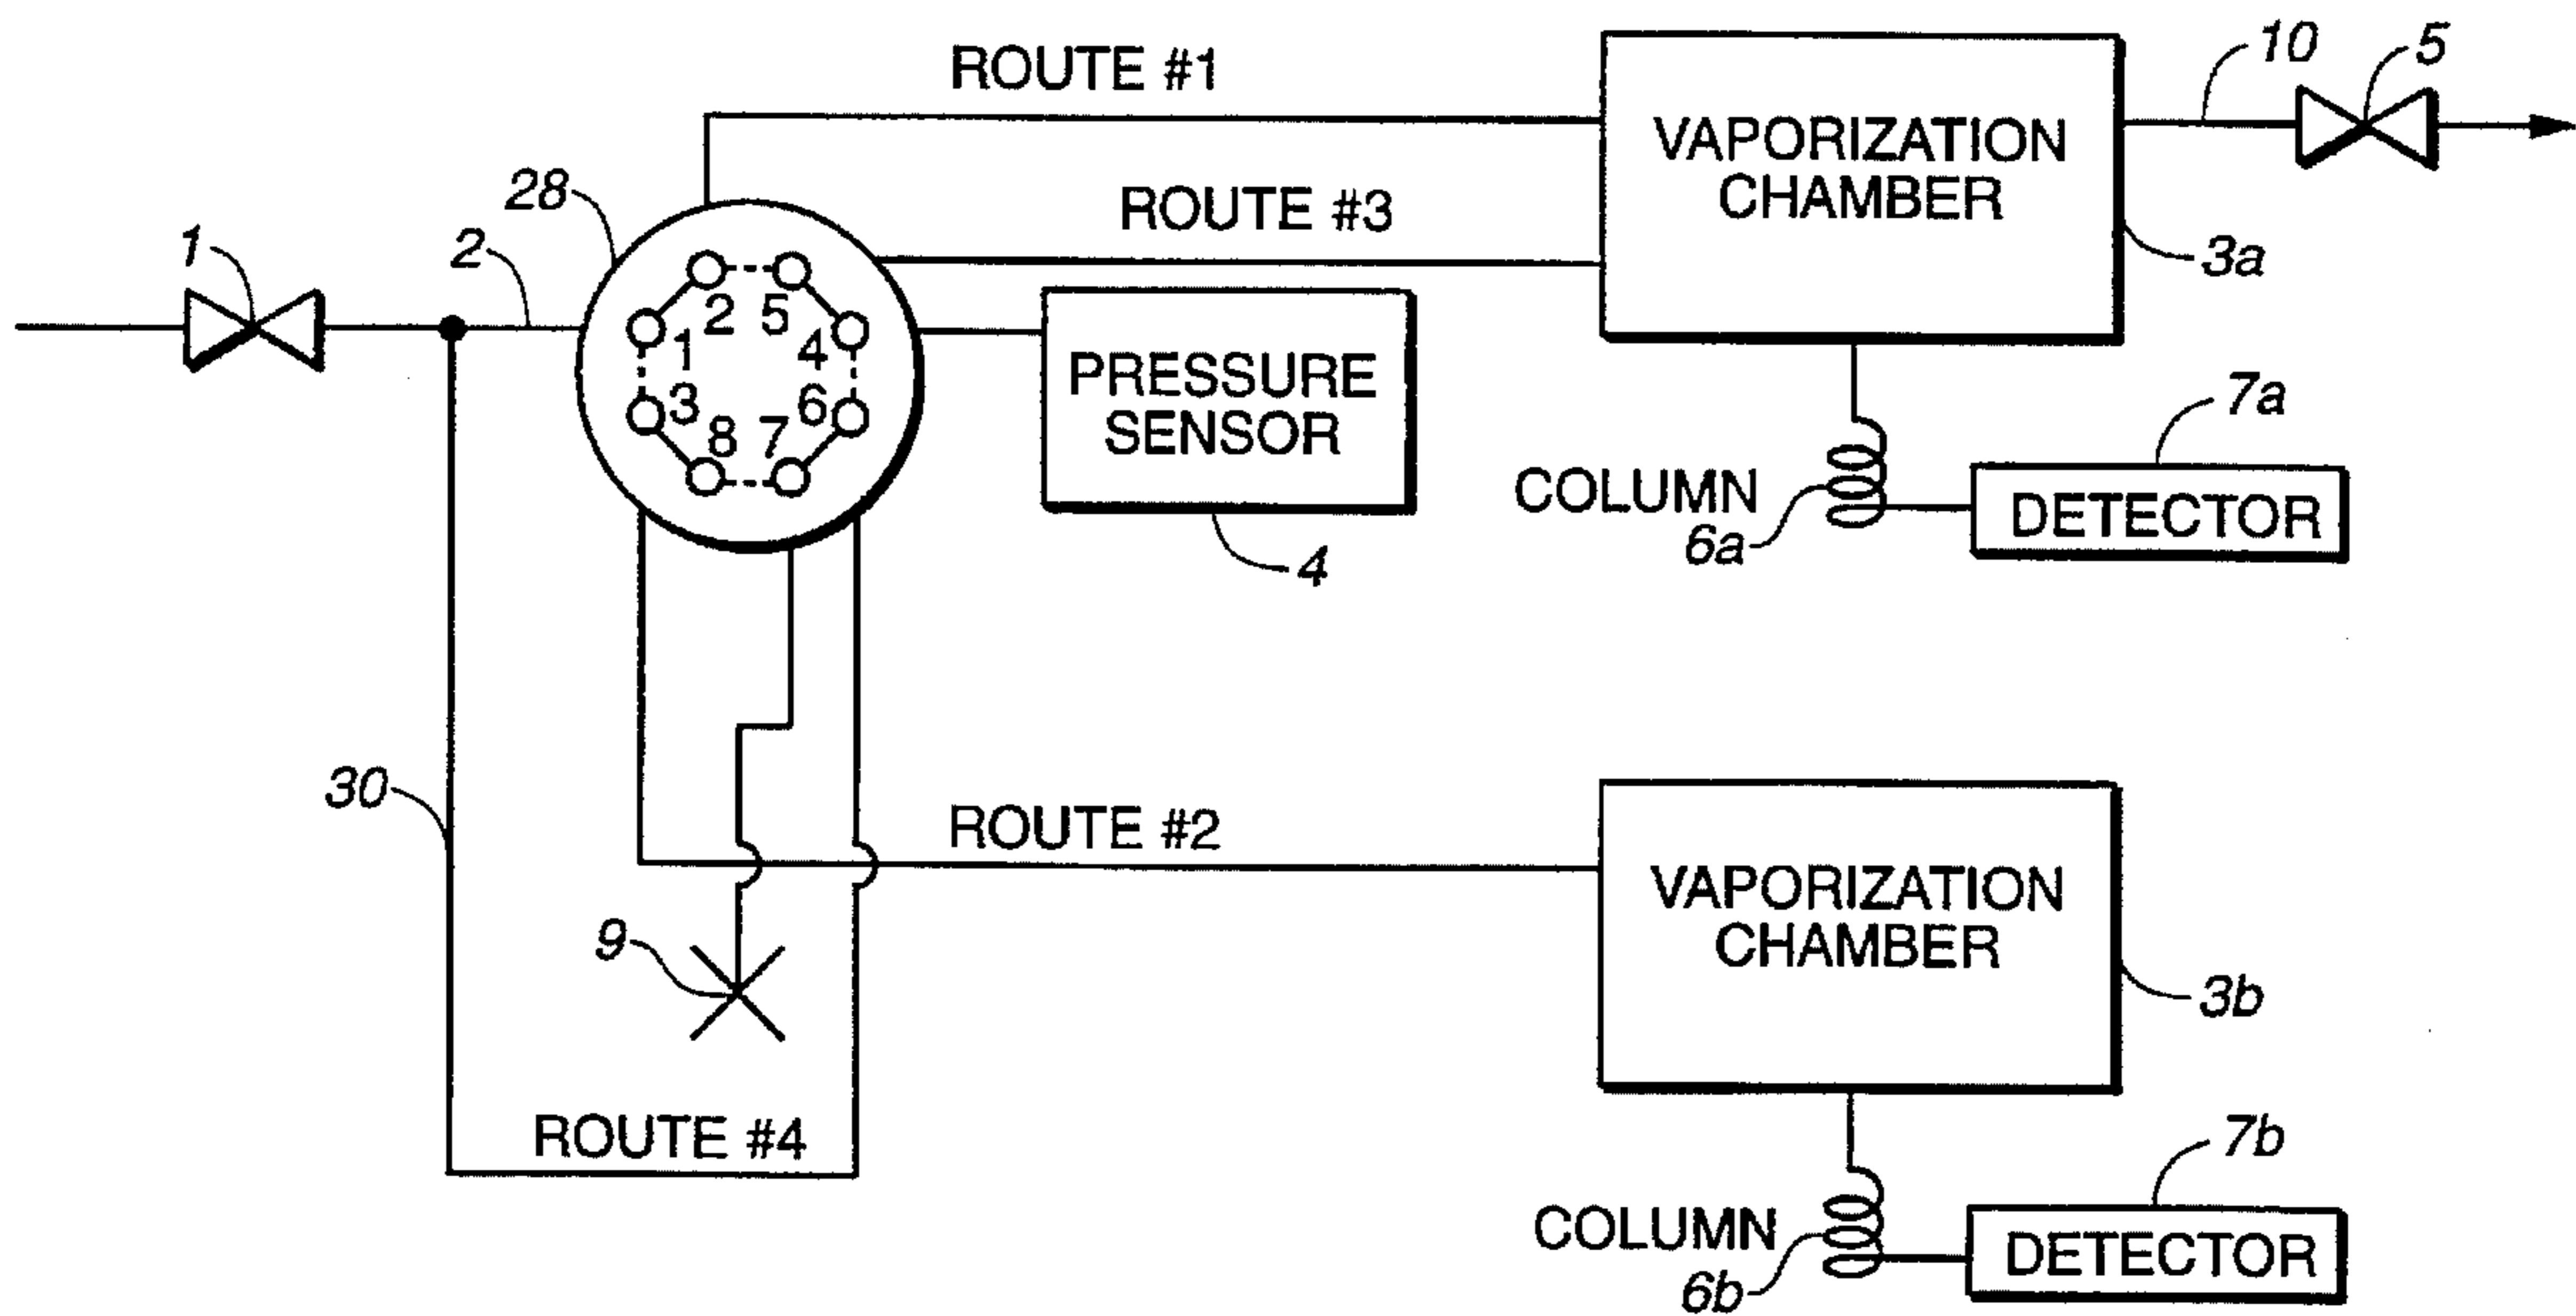 ROUTE #1
10
5
VAPORIZATION
CHAMBER
28
ROUTE #3
1
2
3a
2 5
1 4
3 6
8 7
PRESSURE
SENSOR
4
7a
COLUMN
6a
DETECTOR
30
ROUTE #2
VAPORIZATION
CHAMBER
9
3b
ROUTE #4
7b
COLUMN
6b
DETECTOR